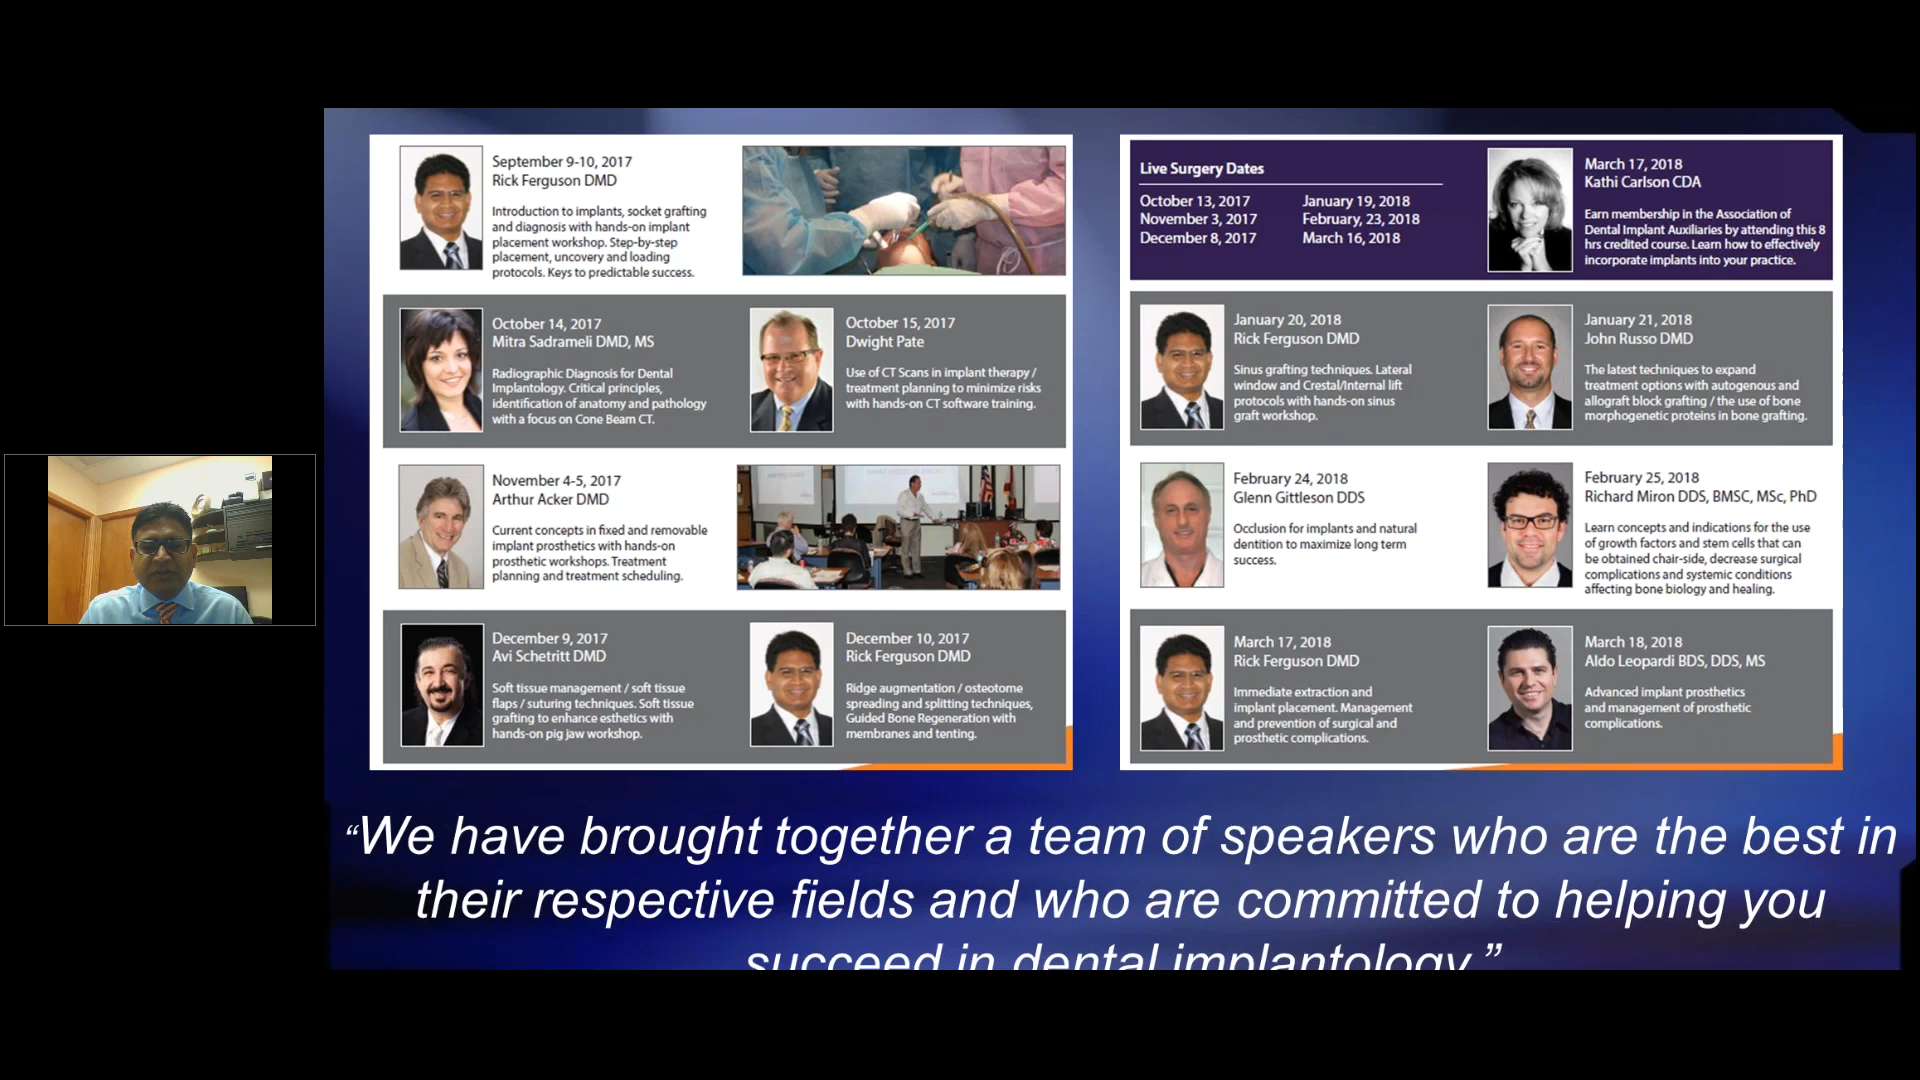 September 9-10, 2017
Rick Ferguson DMD
Introduction to implants, socket grafting
and diagnosis with hands-on implant
placement workshop. Step-by-step
placement, uncovery and loading
protocols. Keys to predictable success.
October 14, 2017
Mitra Sadrameli DMD, MS
Radiographic Diagnosis for Dental
Implantology. Critical principles,
identification of anatomy and pathology
with a focus on Cone Beam CT.
October 15, 2017
Dwight Pate
Use of CT Scans in implant therapy /
treatment planning to minimize risks
with hands-on CT software training.
November 4-5, 2017
Arthur Acker DMD
Current concepts in fixed and removable
implant prosthetics with hands-on
prosthetic workshops. Treatment
planning and treatment scheduling.
December 9, 2017
Avi Schetritt DMD
Soft tissue management / soft tissue
flaps / suturing techniques. Soft tissue
grafting to enhance esthetics with
hands-on pig jaw workshop.
December 10, 2017
Rick Ferguson DMD
Ridge augmentation / osteotome
spreading and splitting techniques,
Guided Bone Regeneration with
membranes and tenting.
Live Surgery Dates
October 13, 2017
November 3, 2017
December 8, 2017
January 19, 2018
February, 23, 2018
March 16, 2018
March 17, 2018
Kathi Carlson CDA
Earn membership in the Association of
Dental Implant Auxiliaries by attending this 8
hrs credited course. Learn how to effectively
incorporate implants into your practice.
January 20, 2018
Rick Ferguson DMD
Sinus grafting techniques. Lateral
window and Crestal/Internal lift
protocols with hands-on sinus
graft workshop.
January 21, 2018
John Russo DMD
The latest techniques to expand
treatment options with autogenous and
allograft block grafting / the use of bone
morphogenetic proteins in bone grafting.
February 24, 2018
Glenn Gittleson DDS
Occlusion for implants and natural
dentition to maximize long term
success.
February 25, 2018
Richard Miron DDS, BMSC, MSc, PhD
Learn concepts and indications for the use
of growth factors and stem cells that can
be obtained chair-side, decrease surgical
complications and systemic conditions
affecting bone biology and healing.
March 17, 2018
Rick Ferguson DMD
Immediate extraction and
implant placement. Management
and prevention of surgical and
prosthetic complications.
March 18, 2018
Aldo Leopardi BDS, DDS, MS
Advanced implant prosthetics
and management of prosthetic
complications.
“We have brought together a team of speakers who are the best in
their respective fields and who are committed to helping you
succeed in dental implantology.”